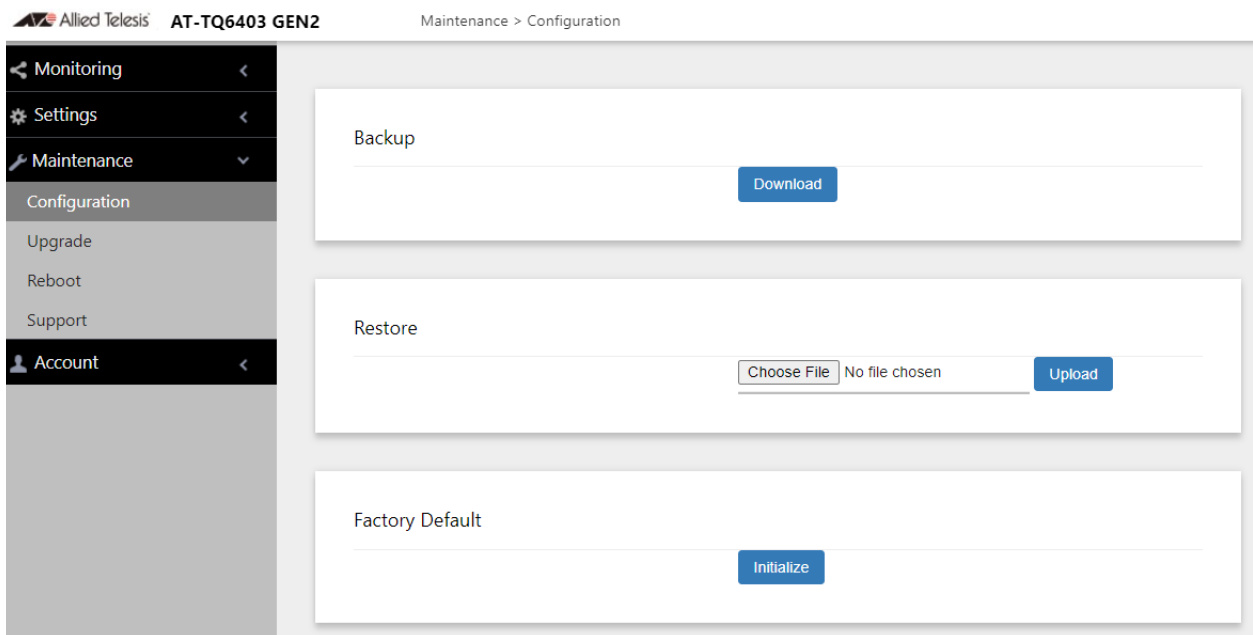 Allied Telesis AT-TQ6403 GEN2 Maintenance > Configuration
Monitoring
Settings
Maintenance
Configuration
Upgrade
Reboot
Support
Account
Backup
Download
Restore
Choose File No file chosen Upload
Factory Default
Initialize